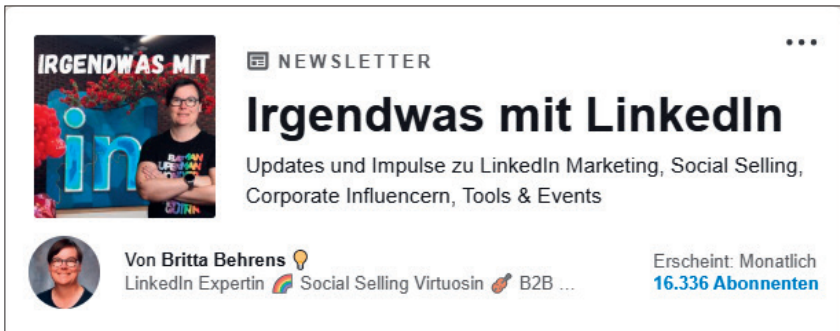 IRGENDWAS MIT
in
NEWSLETTER
Irgendwas mit LinkedIn
Updates und Impulse zu LinkedIn Marketing, Social Selling,
Corporate Influencern, Tools & Events
Von Britta Behrens 💡
LinkedIn Expertin 🌈 Social Selling Virtuosin 🎻 B2B ...
Erscheint: Monatlich
16.336 Abonnenten